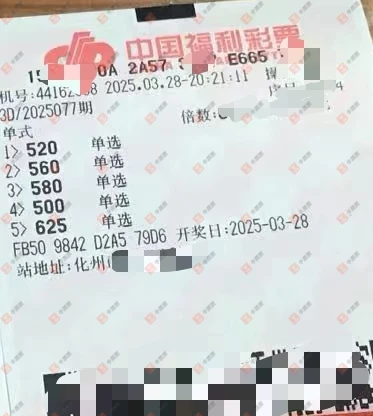 中国福利彩票
15 0A 2A57 E665
机号:44162 8 2025.03.28-20:21:11
3D/2025077期 倍数:
单式
1> 520 单选
2> 560 单选
3> 580 单选
4> 500 单选
5> 625 单选
FB50 9842 D2A5 79D6 开奖日:2025-03-28
站地址:化州